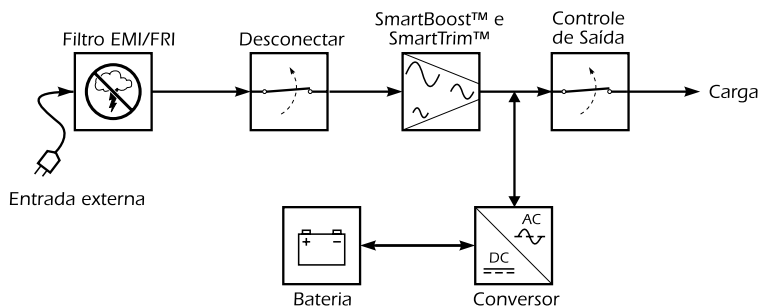 Filtro EMI/FRI
Desconectar
SmartBoost™ e
SmartTrim™
Controle
de Saída
Carga
Entrada externa
+ −
AC
DC
Bateria
Conversor